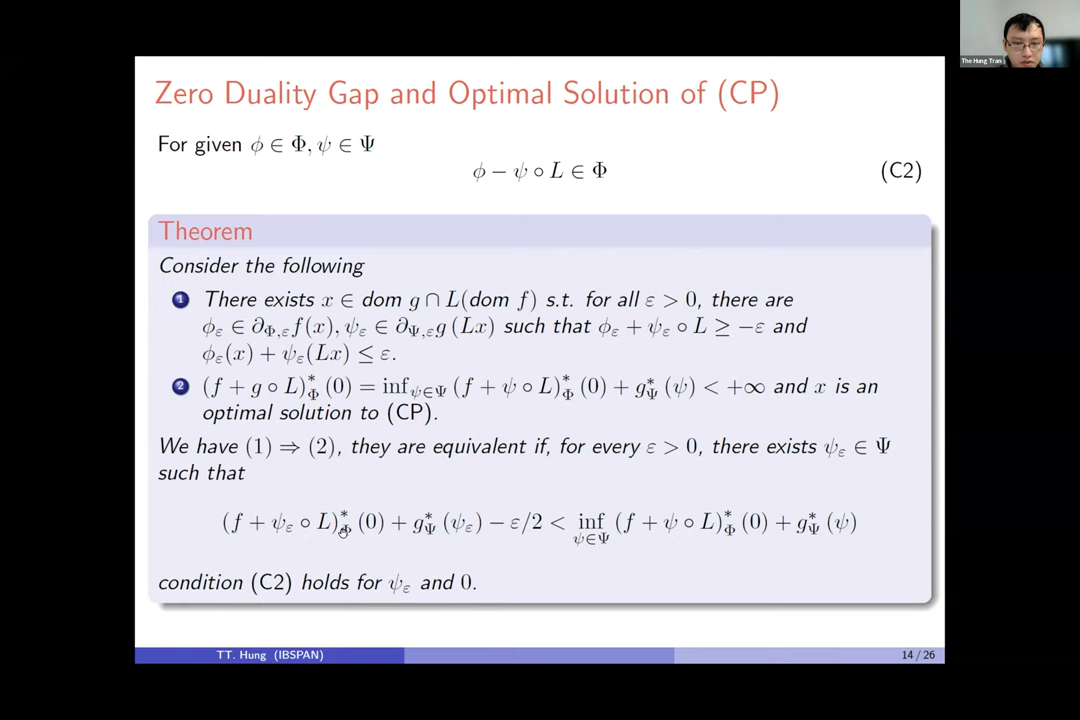 The Hung Tran
Zero Duality Gap and Optimal Solution of (CP)
For given ϕ ∈ Φ, ψ ∈ Ψ
ϕ − ψ ∘ L ∈ Φ (C2)
Theorem
Consider the following
1 There exists x ∈ dom g ∩ L(dom f) s.t. for all ε > 0, there are
ϕ_ε ∈ ∂_{Φ,ε}f(x), ψ_ε ∈ ∂_{Ψ,ε}g (Lx) such that ϕ_ε + ψ_ε ∘ L ≥ −ε and
ϕ_ε(x) + ψ_ε(Lx) ≤ ε.
2 (f + g ∘ L)*_Φ (0) = inf_{ψ∈Ψ} (f + ψ ∘ L)*_Φ (0) + g*_Ψ (ψ) < +∞ and x is an
optimal solution to (CP).
We have (1) ⇒ (2), they are equivalent if, for every ε > 0, there exists ψ_ε ∈ Ψ
such that
(f + ψ_ε ∘ L)*_Φ (0) + g*_Ψ (ψ_ε) − ε/2 < inf_{ψ∈Ψ} (f + ψ ∘ L)*_Φ (0) + g*_Ψ (ψ)
condition (C2) holds for ψ_ε and 0.
TT. Hung (IBSPAN) 14 / 26